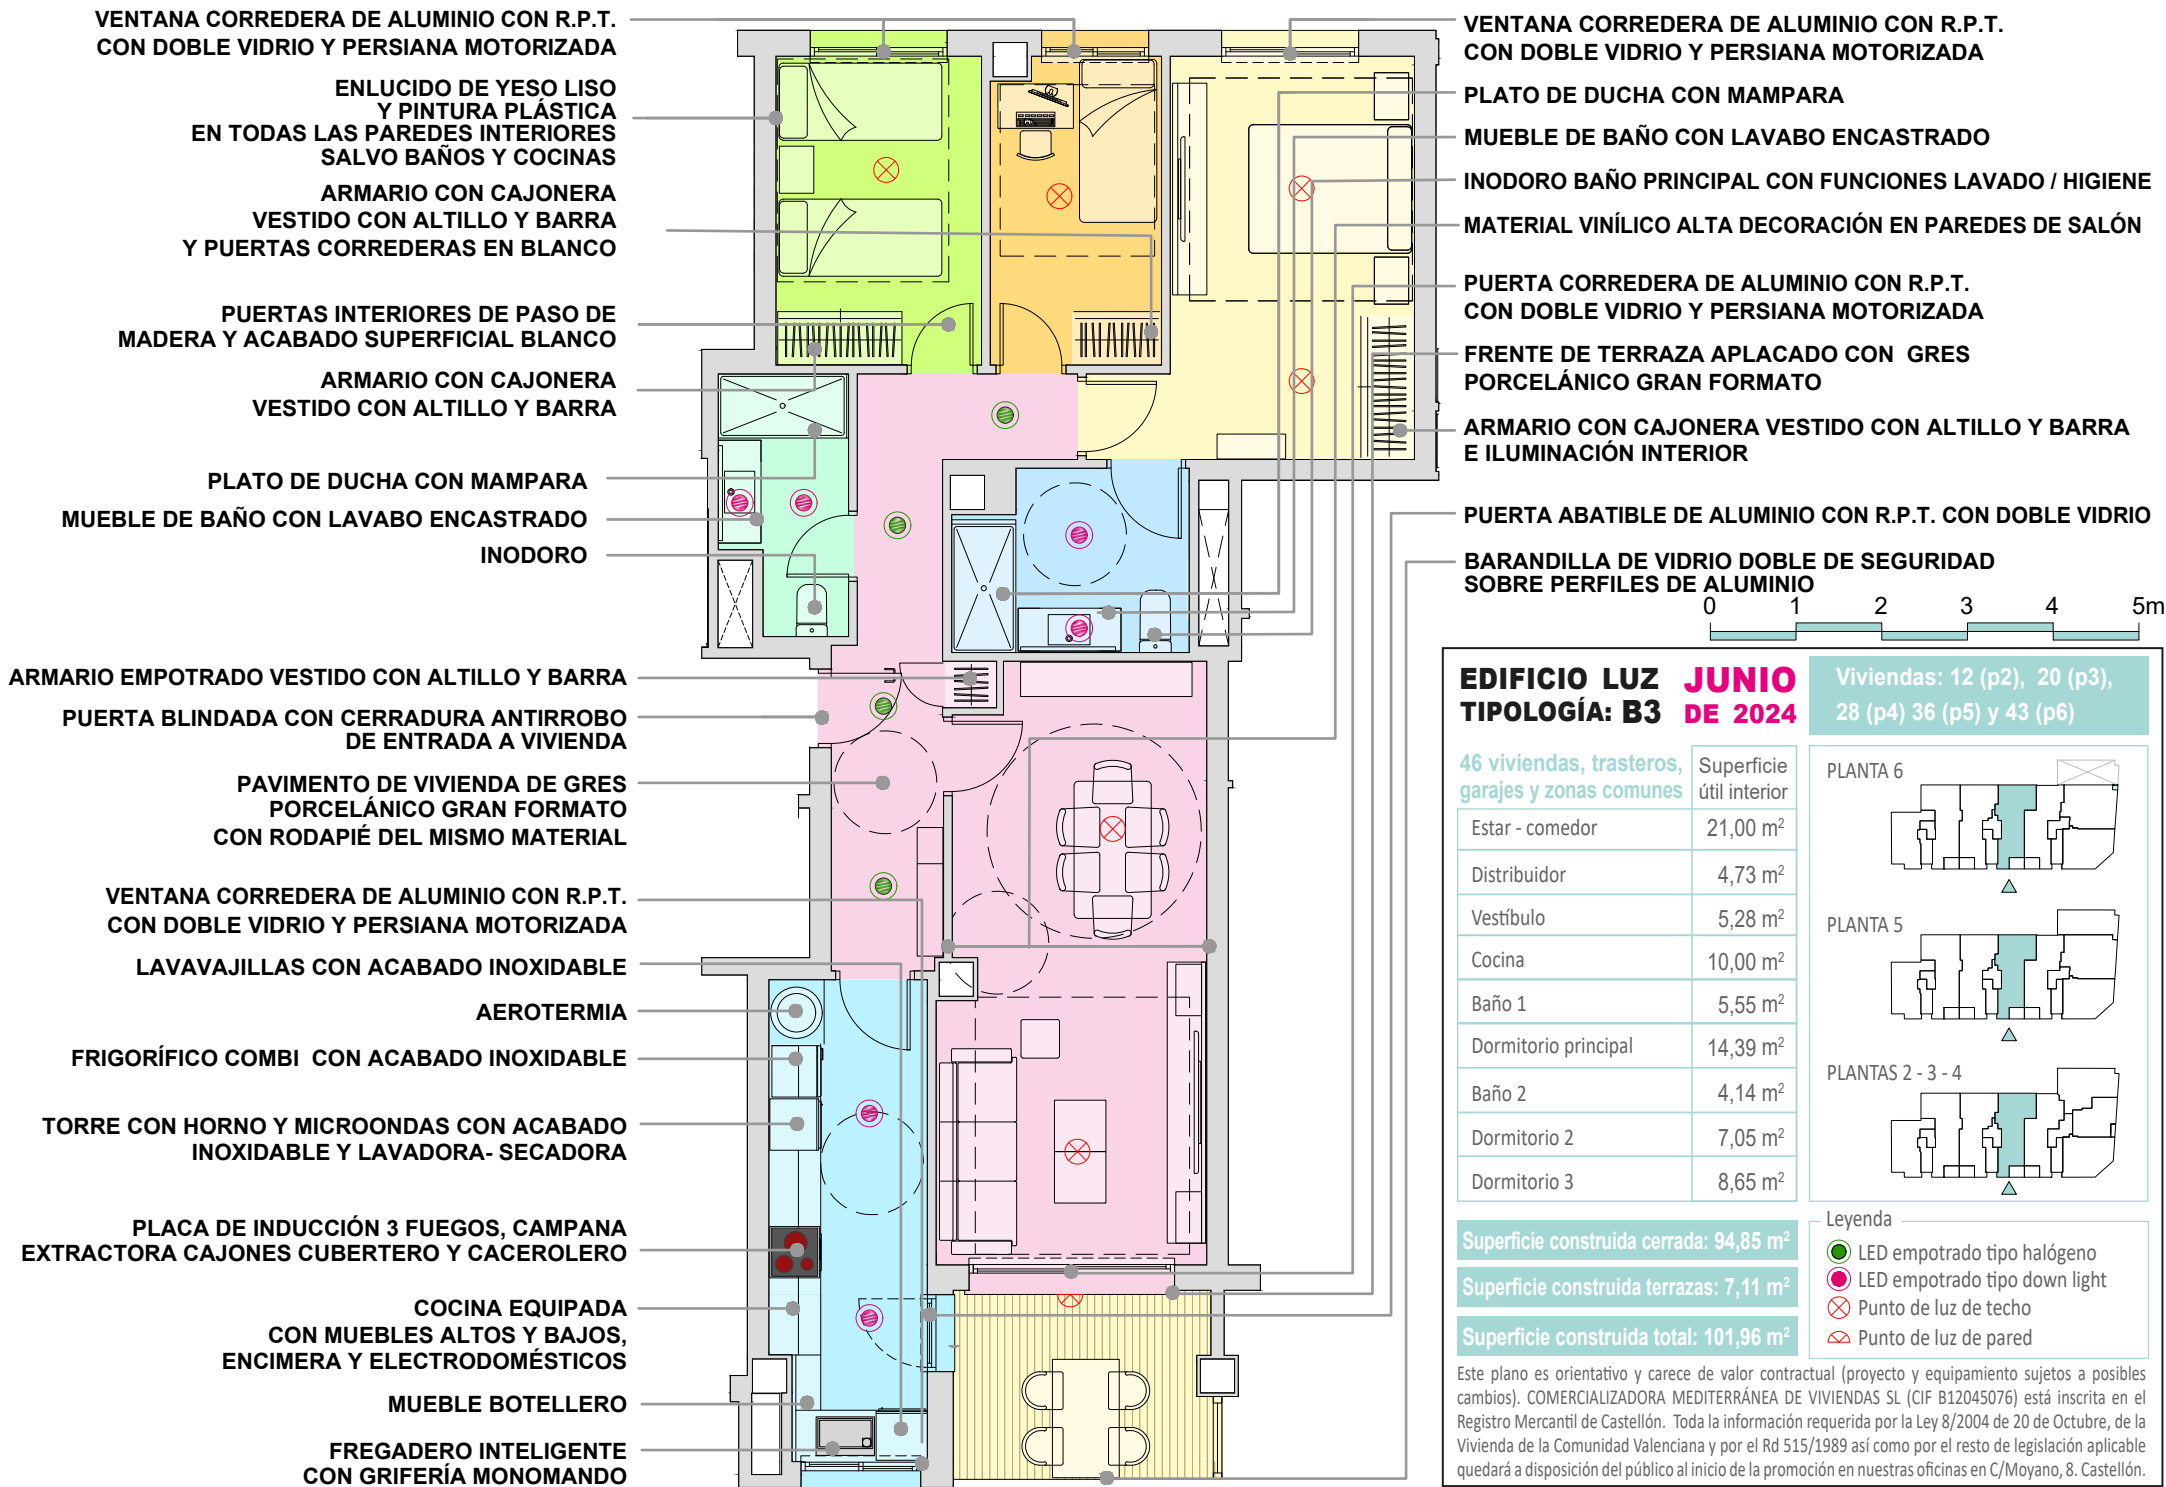 VENTANA CORREDERA DE ALUMINIO CON R.P.T.
CON DOBLE VIDRIO Y PERSIANA MOTORIZADA
ENLUCIDO DE YESO LISO
Y PINTURA PLÁSTICA
EN TODAS LAS PAREDES INTERIORES
SALVO BAÑOS Y COCINAS
ARMARIO CON CAJONERA
VESTIDO CON ALTILLO Y BARRA
Y PUERTAS CORREDERAS EN BLANCO
PUERTAS INTERIORES DE PASO DE
MADERA Y ACABADO SUPERFICIAL BLANCO
ARMARIO CON CAJONERA
VESTIDO CON ALTILLO Y BARRA
PLATO DE DUCHA CON MAMPARA
MUEBLE DE BAÑO CON LAVABO ENCASTRADO
INODORO
ARMARIO EMPOTRADO VESTIDO CON ALTILLO Y BARRA
PUERTA BLINDADA CON CERRADURA ANTIRROBO
DE ENTRADA A VIVIENDA
PAVIMENTO DE VIVIENDA DE GRES
PORCELÁNICO GRAN FORMATO
CON RODAPIÉ DEL MISMO MATERIAL
VENTANA CORREDERA DE ALUMINIO CON R.P.T.
CON DOBLE VIDRIO Y PERSIANA MOTORIZADA
LAVAVAJILLAS CON ACABADO INOXIDABLE
AEROTERMIA
FRIGORÍFICO COMBI CON ACABADO INOXIDABLE
TORRE CON HORNO Y MICROONDAS CON ACABADO
INOXIDABLE Y LAVADORA- SECADORA
PLACA DE INDUCCIÓN 3 FUEGOS, CAMPANA
EXTRACTORA CAJONES CUBERTERO Y CACEROLERO
COCINA EQUIPADA
CON MUEBLES ALTOS Y BAJOS,
ENCIMERA Y ELECTRODOMÉSTICOS
MUEBLE BOTELLERO
FREGADERO INTELIGENTE
CON GRIFERÍA MONOMANDO
VENTANA CORREDERA DE ALUMINIO CON R.P.T.
CON DOBLE VIDRIO Y PERSIANA MOTORIZADA
PLATO DE DUCHA CON MAMPARA
MUEBLE DE BAÑO CON LAVABO ENCASTRADO
INODORO BAÑO PRINCIPAL CON FUNCIONES LAVADO / HIGIENE
MATERIAL VINÍLICO ALTA DECORACIÓN EN PAREDES DE SALÓN
PUERTA CORREDERA DE ALUMINIO CON R.P.T.
CON DOBLE VIDRIO Y PERSIANA MOTORIZADA
FRENTE DE TERRAZA APLACADO CON GRES
PORCELÁNICO GRAN FORMATO
ARMARIO CON CAJONERA VESTIDO CON ALTILLO Y BARRA
E ILUMINACIÓN INTERIOR
PUERTA ABATIBLE DE ALUMINIO CON R.P.T. CON DOBLE VIDRIO
BARANDILLA DE VIDRIO DOBLE DE SEGURIDAD
SOBRE PERFILES DE ALUMINIO
0 1 2 3 4 5m
EDIFICIO LUZ
TIPOLOGÍA: B3
JUNIO
DE 2024
Viviendas: 12 (p2), 20 (p3),
28 (p4) 36 (p5) y 43 (p6)
46 viviendas, trasteros,
garajes y zonas comunes
Superficie
útil interior
Estar - comedor 21,00 m²
Distribuidor 4,73 m²
Vestíbulo 5,28 m²
Cocina 10,00 m²
Baño 1 5,55 m²
Dormitorio principal 14,39 m²
Baño 2 4,14 m²
Dormitorio 2 7,05 m²
Dormitorio 3 8,65 m²
Superficie construida cerrada: 94,85 m²
Superficie construida terrazas: 7,11 m²
Superficie construida total: 101,96 m²
PLANTA 6
PLANTA 5
PLANTAS 2 - 3 - 4
Leyenda
LED empotrado tipo halógeno
LED empotrado tipo down light
Punto de luz de techo
Punto de luz de pared
Este plano es orientativo y carece de valor contractual (proyecto y equipamiento sujetos a posibles
cambios). COMERCIALIZADORA MEDITERRÁNEA DE VIVIENDAS SL (CIF B12045076) está inscrita en el
Registro Mercantil de Castellón. Toda la información requerida por la Ley 8/2004 de 20 de Octubre, de la
Vivienda de la Comunidad Valenciana y por el Rd 515/1989 así como por el resto de legislación aplicable
quedará a disposición del público al inicio de la promoción en nuestras oficinas en C/Moyano, 8. Castellón.